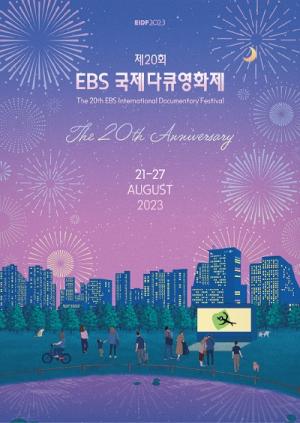 EIDF2023
제20회
EBS 국제다큐영화제
The 20th EBS International Documentary Festival
The 20th Anniversary
21-27
AUGUST
2023